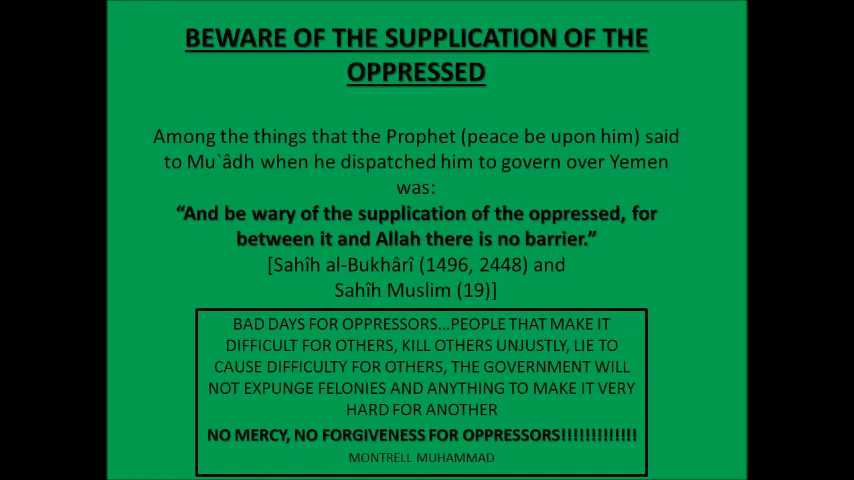 BEWARE OF THE SUPPLICATION OF THE
OPPRESSED
Among the things that the Prophet (peace be upon him) said
to Mu`âdh when he dispatched him to govern over Yemen
was:
“And be wary of the supplication of the oppressed, for
between it and Allah there is no barrier.”
[Sahîh al-Bukhârî (1496, 2448) and
Sahîh Muslim (19)]
BAD DAYS FOR OPPRESSORS...PEOPLE THAT MAKE IT
DIFFICULT FOR OTHERS, KILL OTHERS UNJUSTLY, LIE TO
CAUSE DIFFICULTY FOR OTHERS, THE GOVERNMENT WILL
NOT EXPUNGE FELONIES AND ANYTHING TO MAKE IT VERY
HARD FOR ANOTHER
NO MERCY, NO FORGIVENESS FOR OPPRESSORS!!!!!!!!!!!!!
MONTRELL MUHAMMAD